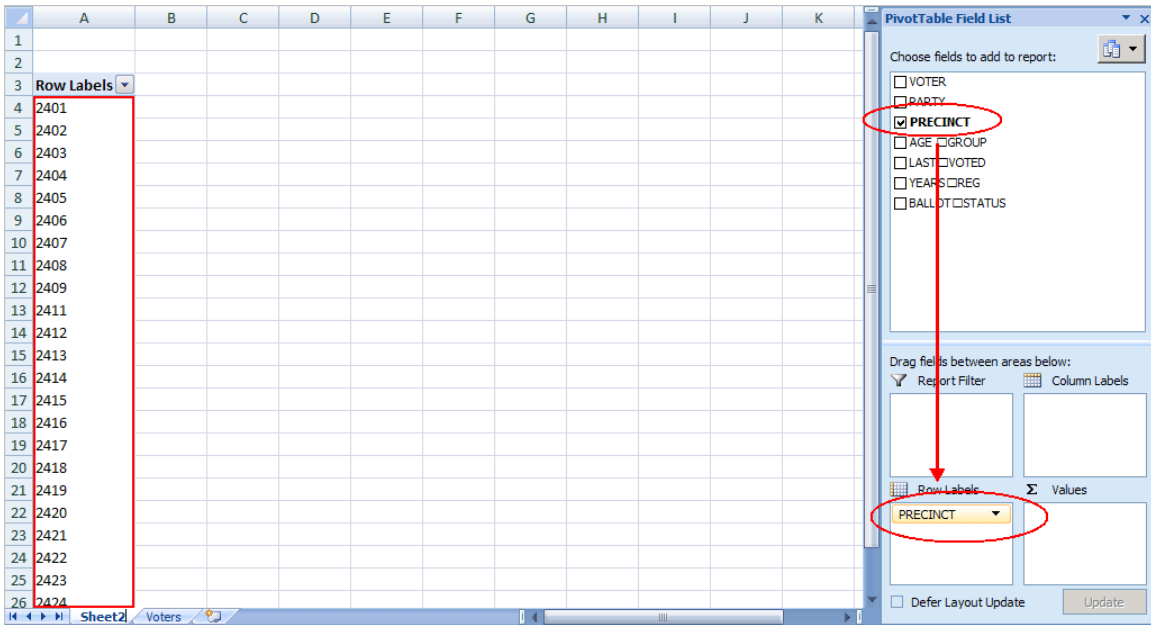 A B C D E F G H I J K
1
2
3 Row Labels
4 2401
5 2402
6 2403
7 2404
8 2405
9 2406
10 2407
11 2408
12 2409
13 2411
14 2412
15 2413
16 2414
17 2415
18 2416
19 2417
20 2418
21 2419
22 2420
23 2421
24 2422
25 2423
26 2424
Sheet2 Voters
PivotTable Field List
Choose fields to add to report:
VOTER
PARTY
PRECINCT
AGE□GROUP
LAST□VOTED
YEARS□REG
BALLOT□STATUS
Drag fields between areas below:
Report Filter Column Labels
Row Labels Σ Values
PRECINCT
Defer Layout Update Update